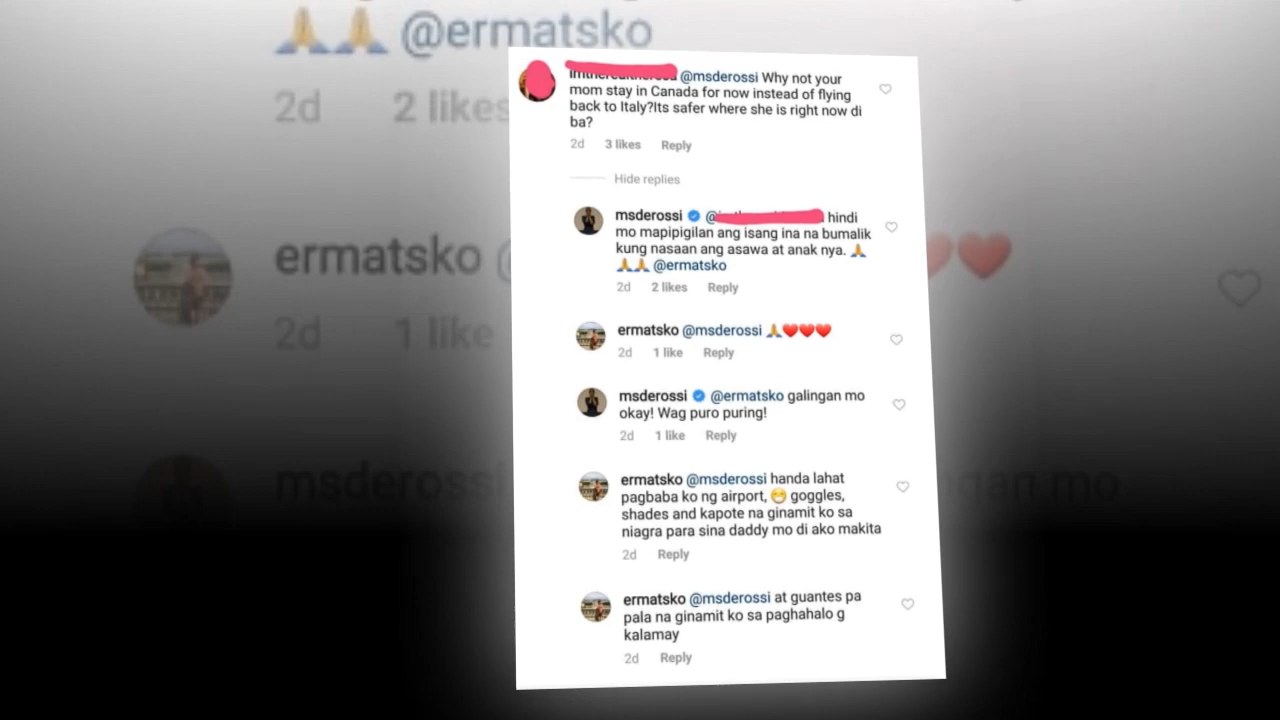 🙏🙏 @ermatsko
2d 2 likes
ermatsko
2d 1 like
msderossi
@msderossi Why not your
mom stay in Canada for now instead of flying
back to Italy?Its safer where she is right now di
ba?
2d 3 likes Reply
Hide replies
msderossi @ hindi
mo mapipigilan ang isang ina na bumalik
kung nasaan ang asawa at anak nya. 🙏
🙏🙏 @ermatsko
2d 2 likes Reply
ermatsko @msderossi 🙏❤️❤️❤️
2d 1 like Reply
msderossi @ermatsko galingan mo
okay! Wag puro puring!
2d 1 like Reply
ermatsko @msderossi handa lahat
pagbaba ko ng airport, 😷 goggles,
shades and kapote na ginamit ko sa
niagra para sina daddy mo di ako makita
2d Reply
ermatsko @msderossi at guantes pa
pala na ginamit ko sa paghahalo g
kalamay
2d Reply